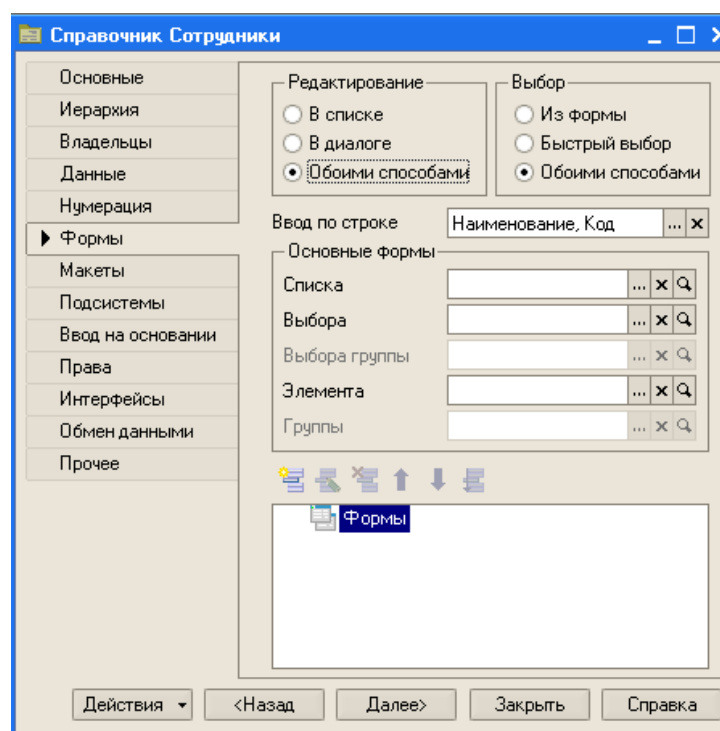 Справочник Сотрудники
Основные
Иерархия
Владельцы
Данные
Нумерация
Формы
Макеты
Подсистемы
Ввод на основании
Права
Интерфейсы
Обмен данными
Прочее
Редактирование
В списке
В диалоге
Обоими способами
Выбор
Из формы
Быстрый выбор
Обоими способами
Ввод по строке Наименование, Код ... x
Основные формы
Списка ... x
Выбора ... x
Выбора группы ... x
Элемента ... x
Группы ... x
Формы
Действия <Назад Далее> Закрыть Справка